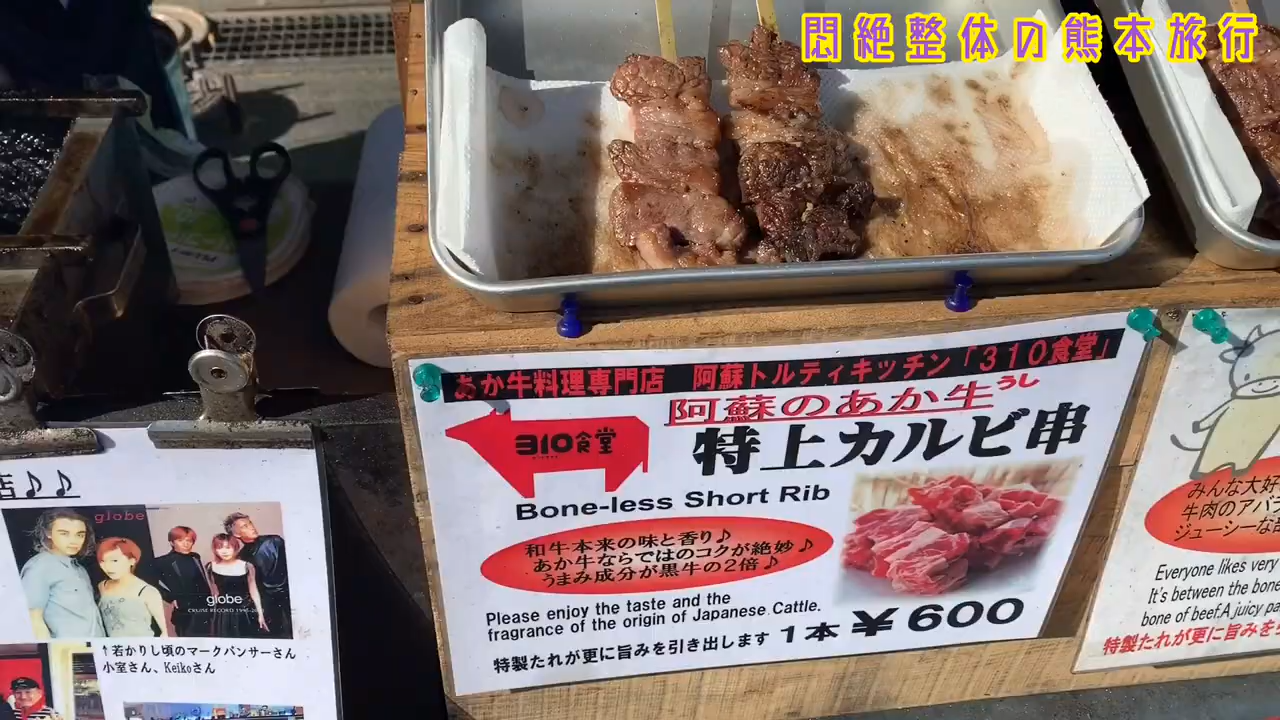 悶絶整体の熊本旅行
あか牛料理専門店 阿蘇トルティキッチン「310食堂」
阿蘇のあか牛
うし
310食堂
特上カルビ串
Bone-less Short Rib
和牛本来の味と香り♪
あか牛ならではのコクが絶妙♪
うまみ成分が黒牛の2倍♪
Please enjoy the taste and the
fragrance of the origin of Japanese Cattle.
特製たれが更に旨みを引き出します 1本 ¥600
店♪♪
globe
globe
CRUISE RECORD 1995-2000
↑若かりし頃のマークパンサーさん
小室さん、Keikoさん
みんな大好
牛肉のアバ
ジューシーな
Everyone likes very
It's between the bone
bone of beef.A juicy pa
特製たれが更に旨みを